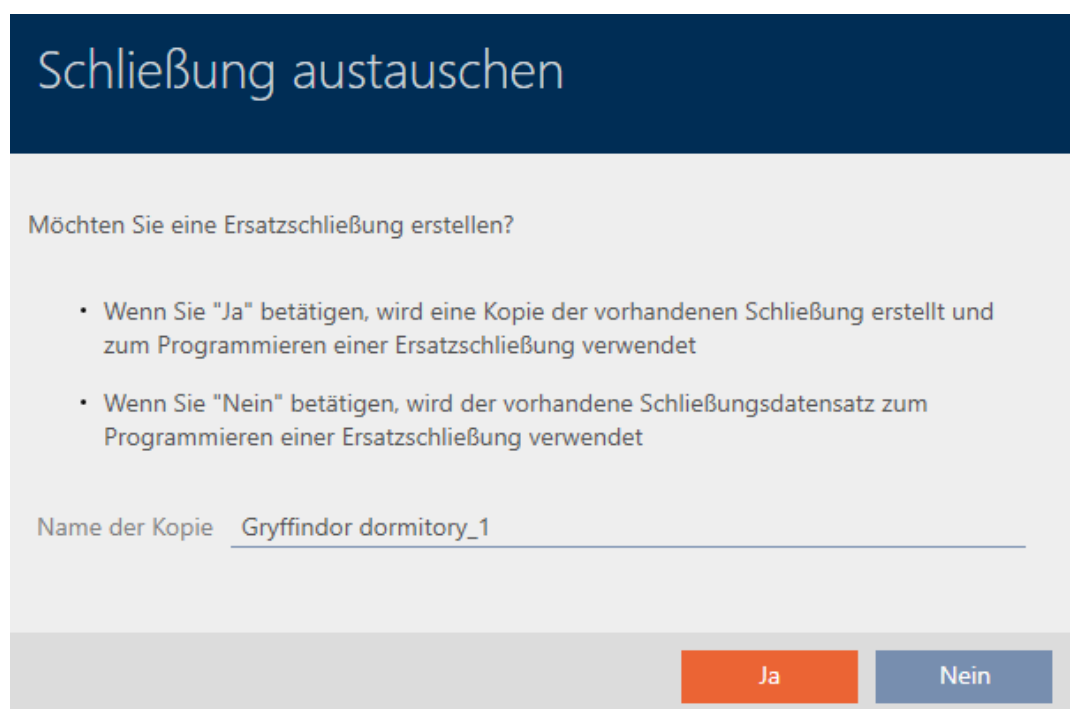 Schließung austauschen
Möchten Sie eine Ersatzschließung erstellen?
• Wenn Sie "Ja" betätigen, wird eine Kopie der vorhandenen Schließung erstellt und
zum Programmieren einer Ersatzschließung verwendet
• Wenn Sie "Nein" betätigen, wird der vorhandene Schließungsdatensatz zum
Programmieren einer Ersatzschließung verwendet
Name der Kopie Gryffindor dormitory_1
Ja Nein